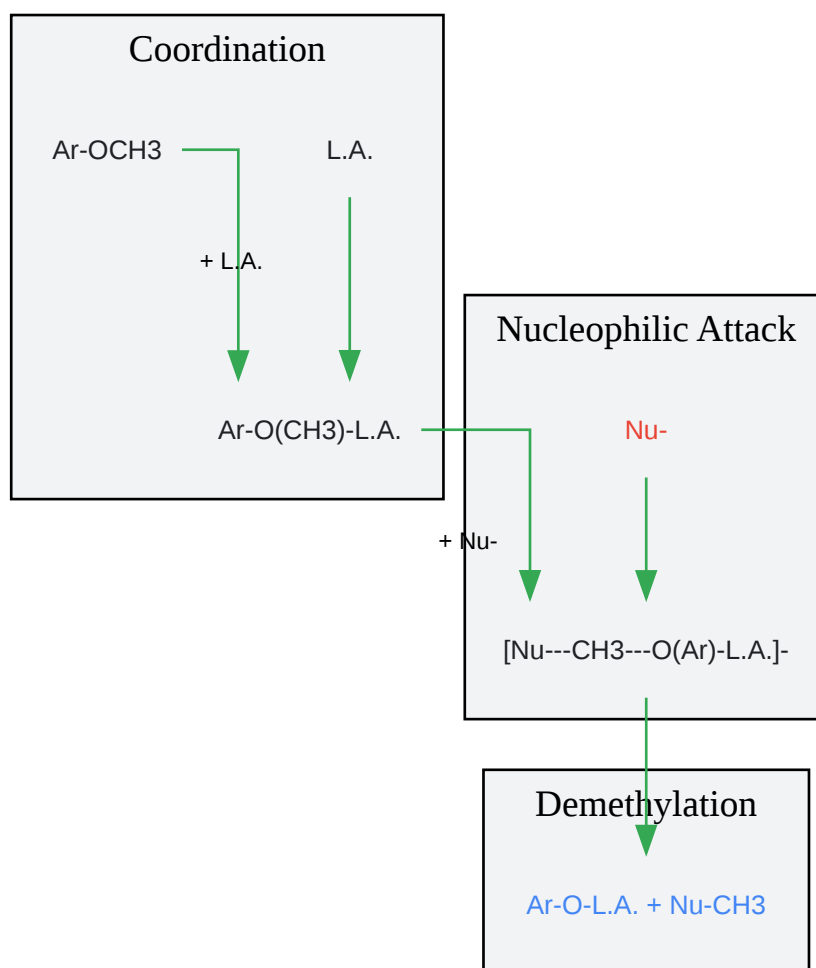 Coordination
Ar-OCH3
L.A.
+ L.A.
Ar-O(CH3)-L.A.
Nucleophilic Attack
Nu-
+ Nu-
[Nu---CH3---O(Ar)-L.A.]-
Demethylation
Ar-O-L.A. + Nu-CH3